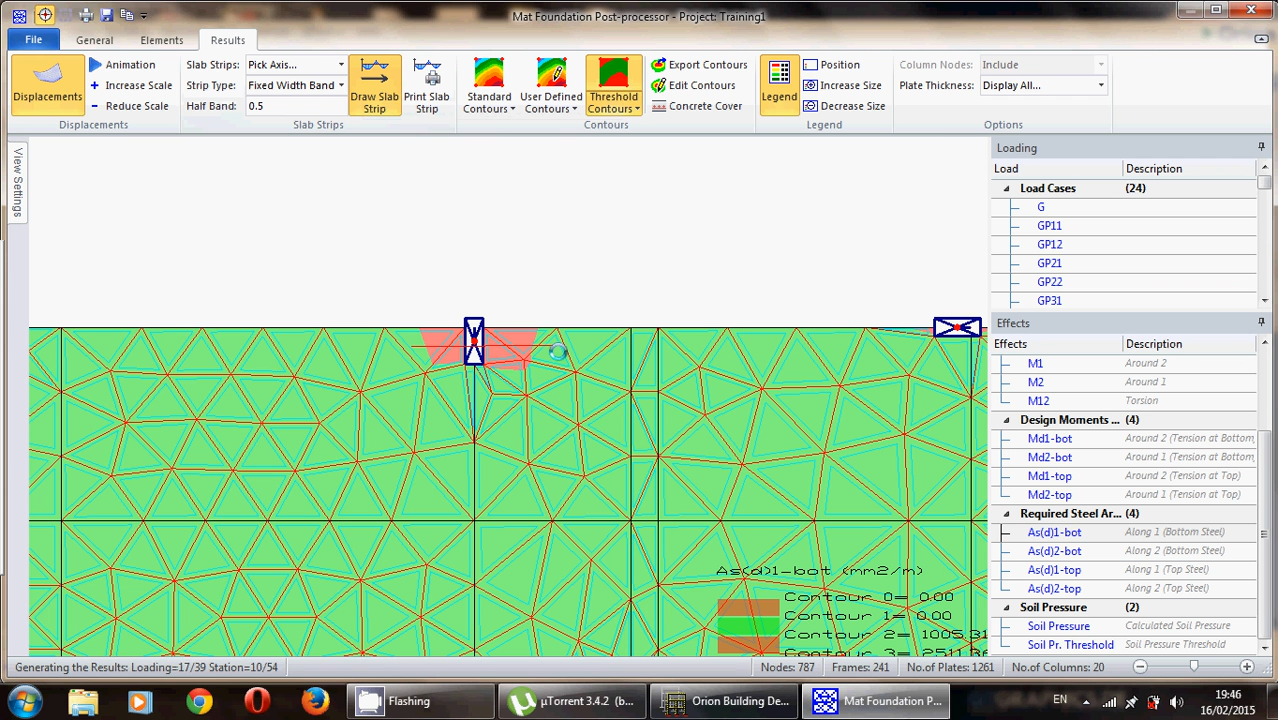 Mat Foundation Post-processor - Project: Training1
File General Elements Results
Displacements
Animation
Increase Scale
Reduce Scale
Displacements
Slab Strips: Pick Axis...
Strip Type: Fixed Width Band
Half Band: 0.5
Draw Slab Strip
Print Slab Strip
Slab Strips
Standard Contours
User Defined Contours
Threshold Contours
Export Contours
Edit Contours
Concrete Cover
Contours
Legend
Position
Increase Size
Decrease Size
Legend
Column Nodes: Include
Plate Thickness: Display All...
Options
View Settings
Loading
Load Description
Load Cases (24)
G
GP11
GP12
GP21
GP22
GP31
Effects
Effects Description
M1 Around 2
M2 Around 1
M12 Torsion
Design Moments ... (4)
Md1-bot Around 2 (Tension at Bottom,
Md2-bot Around 1 (Tension at Bottom,
Md1-top Around 2 (Tension at Top)
Md2-top Around 1 (Tension at Top)
Required Steel Ar... (4)
As(d)1-bot Along 1 (Bottom Steel)
As(d)2-bot Along 2 (Bottom Steel)
As(d)1-top Along 1 (Top Steel)
As(d)2-top Along 2 (Top Steel)
Soil Pressure (2)
Soil Pressure Calculated Soil Pressure
Soil Pr. Threshold Soil Pressure Threshold
As(d)1-bot (mm2/m)
Contour 0= 0.00
Contour 1= 0.00
Contour 2= 1005.31
Contour 3= 2511.36
Generating the Results: Loading=17/39 Station=10/54
Nodes: 787 Frames: 241 No.of Plates: 1261 No.of Columns: 20
Flashing
µTorrent 3.4.2 (b...
Orion Building De...
Mat Foundation P...
EN
19:46
16/02/2015